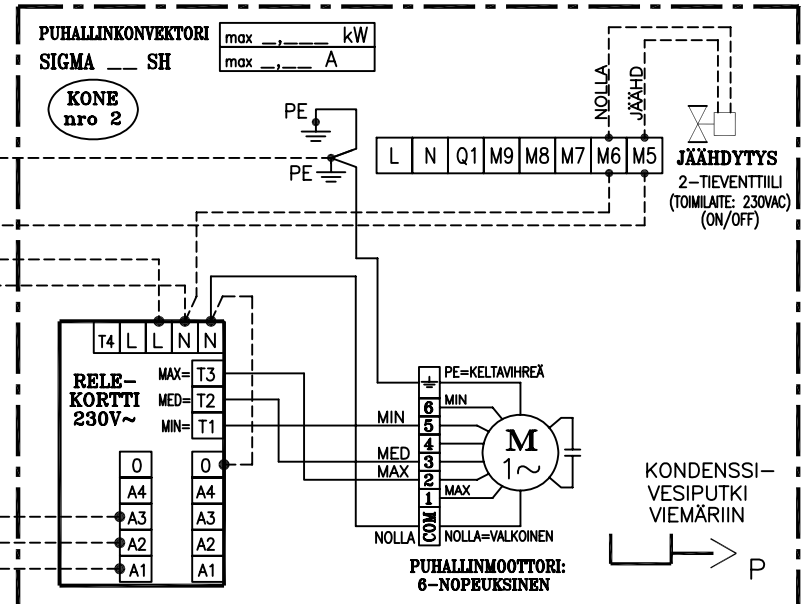 PUHALLINKONVEKTORI
max _,___ kW
SIGMA __ SH
max _,__ A
KONE
nro 2
PE
PE
NOLLA
JÄÄHD
L N Q1 M9 M8 M7 M6 M5
JÄÄHDYTYS
2-TIEVENTTIILI
(TOIMILAITE: 230VAC)
(ON/OFF)
T4 L L N N
RELE-
KORTTI
230V~
MAX= T3
MED= T2
MIN= T1
0 0
A4 A4
A3 A3
A2 A2
A1 A1
PE=KELTAVIHREÄ
6 MIN
MIN 5
4
MED 3
MAX 2
1 MAX
COM
NOLLA
NOLLA=VALKOINEN
M
1~
PUHALLINMOOTTORI:
6-NOPEUKSINEN
KONDENSSI-
VESIPUTKI
VIEMÄRIIN
P